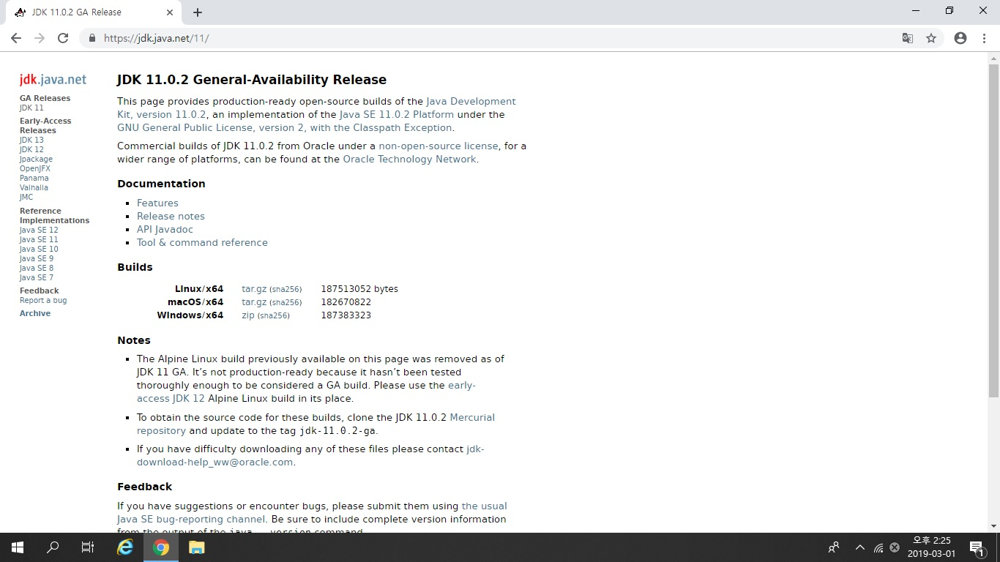 JDK 11.0.2 GA Release
https://jdk.java.net/11/
jdk.java.net
GA Releases
JDK 11
Early-Access
Releases
JDK 13
JDK 12
Jpackage
OpenJFX
Panama
Valhalla
JMC
Reference
Implementations
Java SE 12
Java SE 11
Java SE 10
Java SE 9
Java SE 8
Java SE 7
Feedback
Report a bug
Archive
JDK 11.0.2 General-Availability Release
This page provides production-ready open-source builds of the Java Development
Kit, version 11.0.2, an implementation of the Java SE 11.0.2 Platform under the
GNU General Public License, version 2, with the Classpath Exception.
Commercial builds of JDK 11.0.2 from Oracle under a non-open-source license, for a
wider range of platforms, can be found at the Oracle Technology Network.
Documentation
Features
Release notes
API Javadoc
Tool & command reference
Builds
Linux/x64 tar.gz (sha256) 187513052 bytes
macOS/x64 tar.gz (sha256) 182670822
Windows/x64 zip (sha256) 187383323
Notes
The Alpine Linux build previously available on this page was removed as of
JDK 11 GA. It’s not production-ready because it hasn’t been tested
thoroughly enough to be considered a GA build. Please use the early-
access JDK 12 Alpine Linux build in its place.
To obtain the source code for these builds, clone the JDK 11.0.2 Mercurial
repository and update to the tag jdk-11.0.2-ga.
If you have difficulty downloading any of these files please contact jdk-
download-help_ww@oracle.com.
Feedback
If you have suggestions or encounter bugs, please submit them using the usual
Java SE bug-reporting channel. Be sure to include complete version information
from the output of the java --version command.
오후 2:25
2019-03-01
1